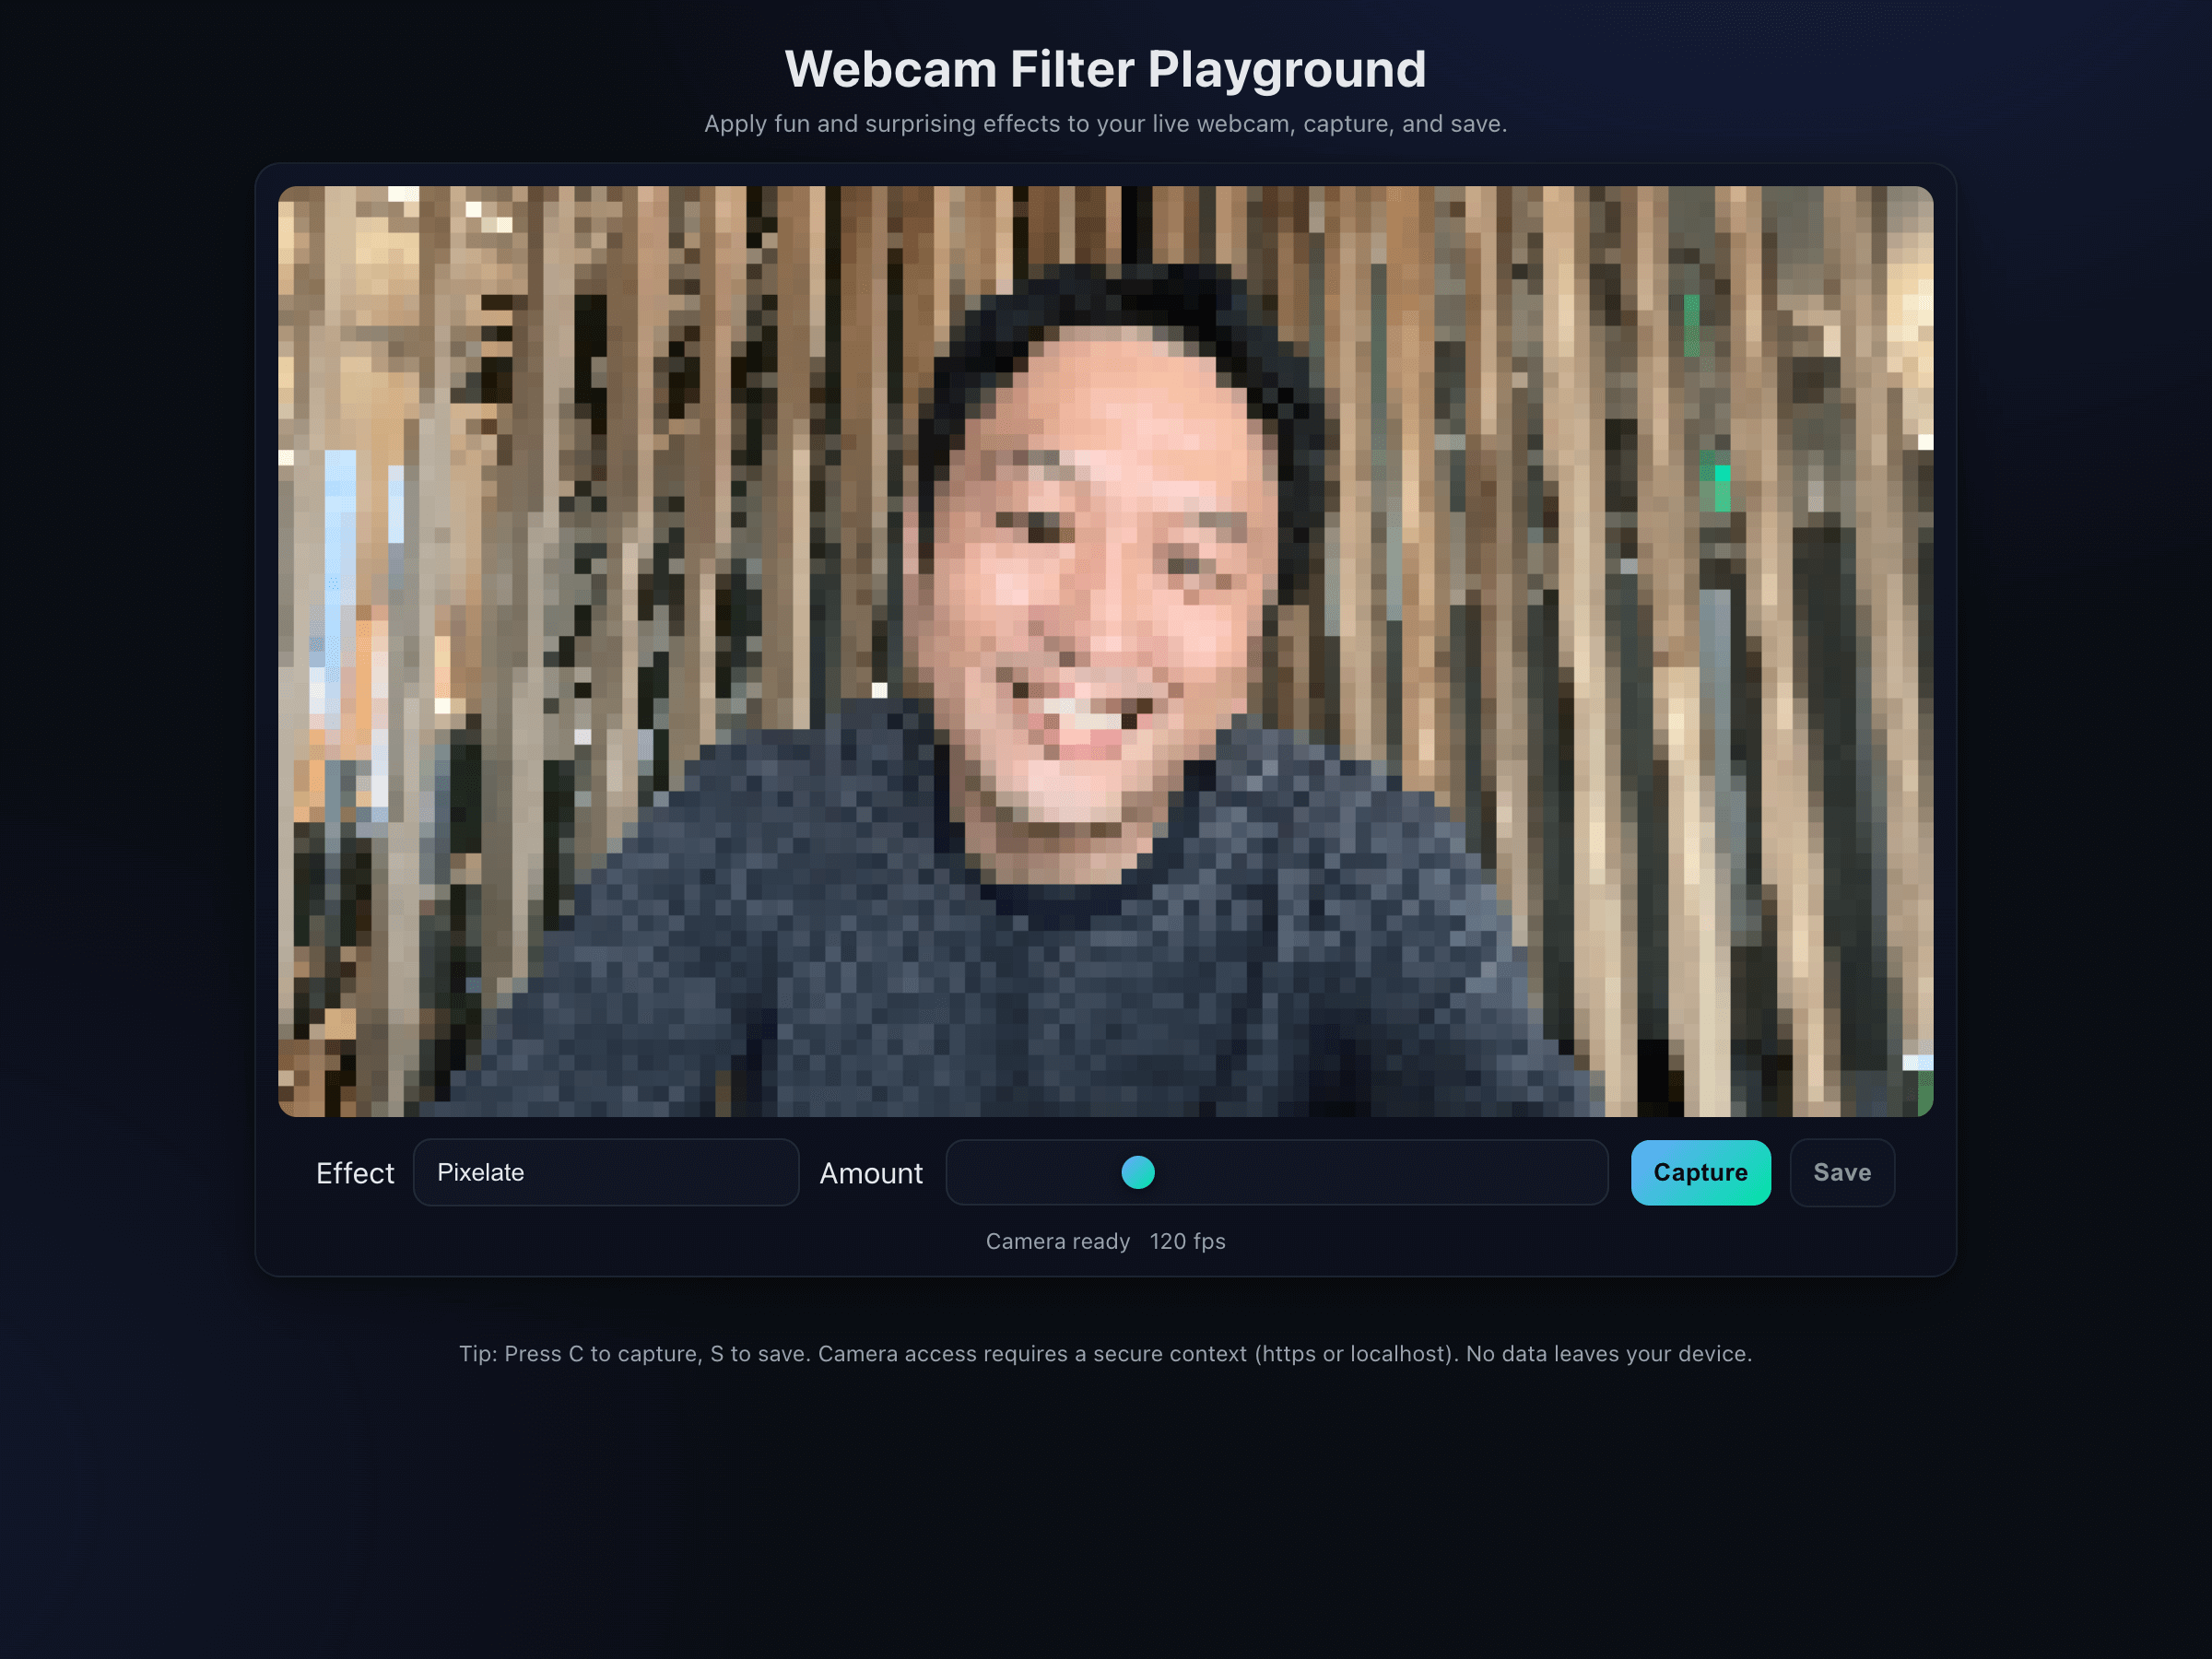 Webcam Filter Playground
Apply fun and surprising effects to your live webcam, capture, and save.
Effect Pixelate Amount Capture Save
Camera ready 120 fps
Tip: Press C to capture, S to save. Camera access requires a secure context (https or localhost). No data leaves your device.